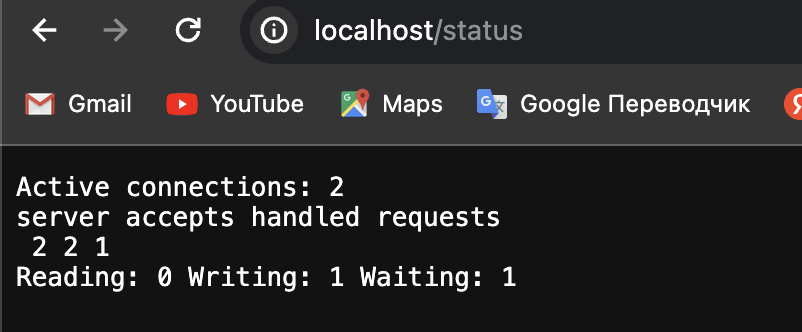 localhost/status
Gmail YouTube Maps Google Переводчик
Active connections: 2
server accepts handled requests
2 2 1
Reading: 0 Writing: 1 Waiting: 1